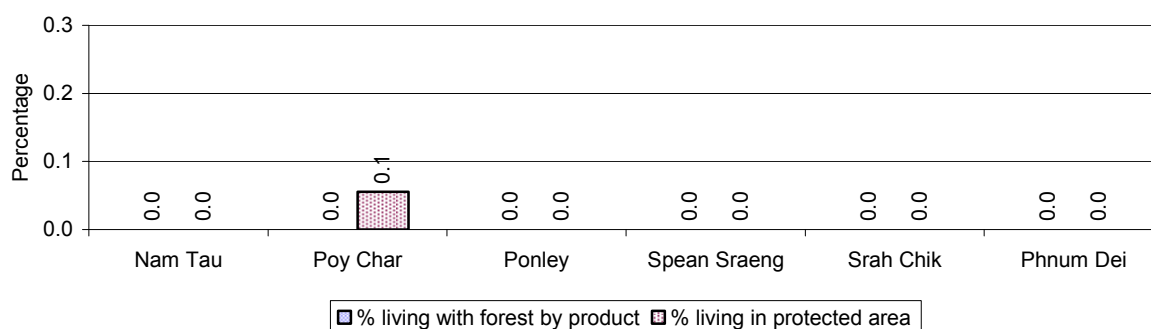 0.3
0.2
0.1
0.0
Percentage
0.0 0.0 0.0 0.1 0.0 0.0 0.0 0.0 0.0 0.0 0.0 0.0
Nam Tau Poy Char Ponley Spean Sraeng Srah Chik Phnum Dei
% living with forest by product % living in protected area